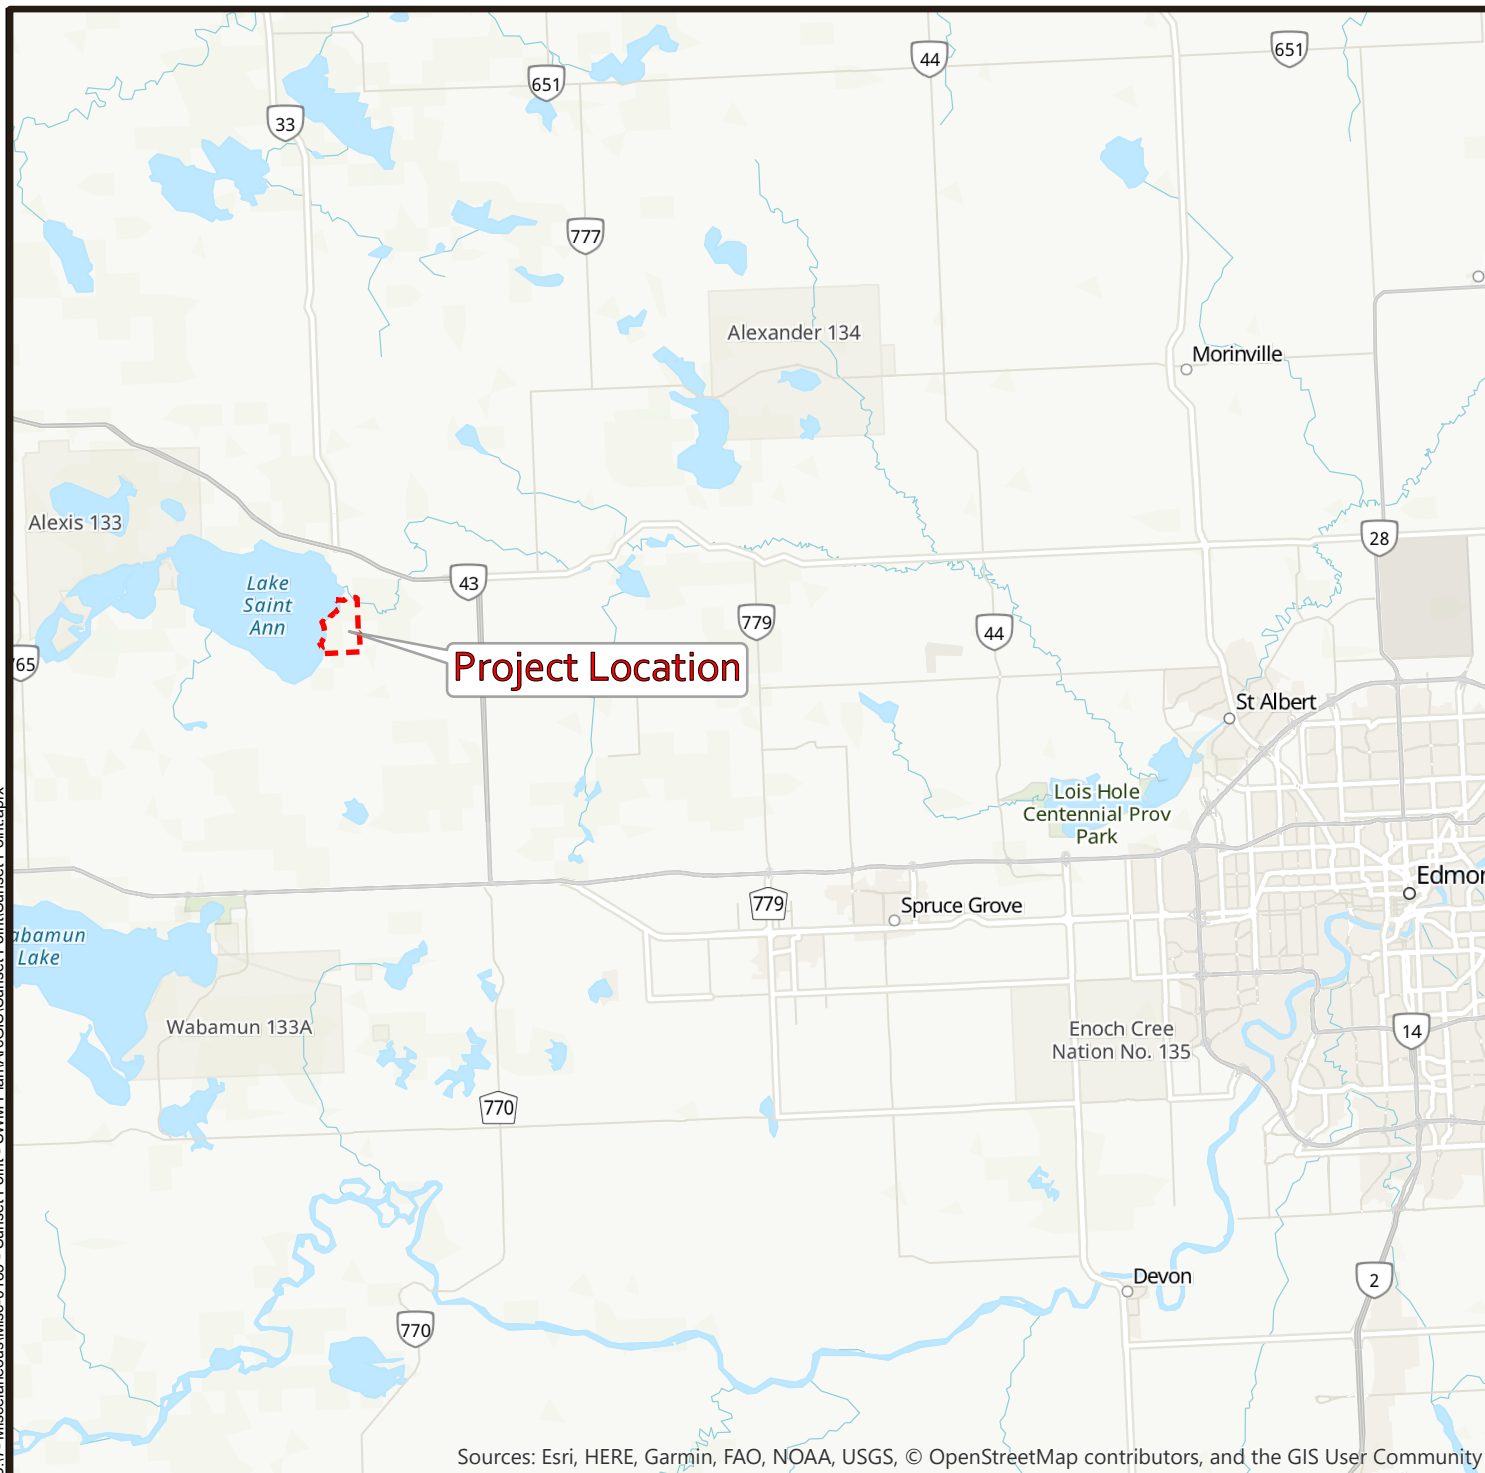 651
44
651
33
777
Alexander 134
Morinville
Alexis 133
28
Lake
Saint
Ann
43
779
44
765
Project Location
St Albert
Lois Hole
Centennial Prov
Park
Edmon
779
Spruce Grove
abamun
Lake
Wabamun 133A
Enoch Cree
Nation No. 135
14
770
Devon
2
770
Sources: Esri, HERE, Garmin, FAO, NOAA, USGS, © OpenStreetMap contributors, and the GIS User Community